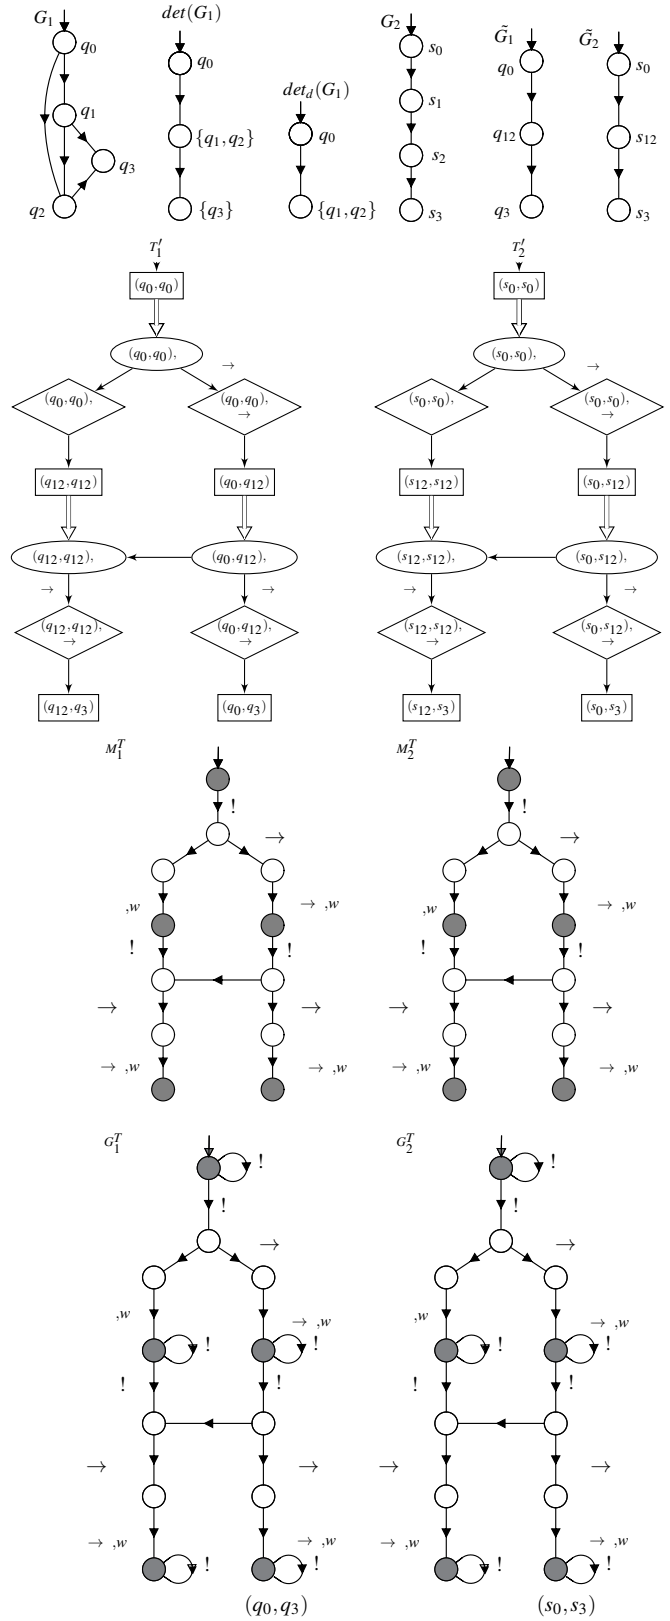 G₁ det(G₁) G₂ G̃₁ G̃₂
q₀ q₀ det_d(G₁) s₀ q₀ s₀
q₁ {q₁,q₂} q₀ s₁ q₁₂ s₁₂
q₃ s₂
q₂ {q₃} {q₁,q₂} s₃ q₃ s₃
T₁′ T₂′
(q₀,q₀) (s₀,s₀)
(q₀,q₀), (s₀,s₀),
→ →
(q₀,q₀), (q₀,q₀), (s₀,s₀), (s₀,s₀),
→ →
(q₁₂,q₁₂) (q₀,q₁₂) (s₁₂,s₁₂) (s₀,s₁₂)
(q₁₂,q₁₂), (q₀,q₁₂), (s₁₂,s₁₂), (s₀,s₁₂),
→ → → →
(q₁₂,q₁₂), (q₀,q₁₂), (s₁₂,s₁₂), (s₀,s₁₂),
→ → → →
(q₁₂,q₃) (q₀,q₃) (s₁₂,s₃) (s₀,s₃)
M₁ᵀ M₂ᵀ
! !
→ →
,w → ,w ,w → ,w
! ! ! !
→ → → →
→ ,w → ,w → ,w → ,w
G₁ᵀ G₂ᵀ
! !
! !
→ →
,w → ,w ,w → ,w
! ! ! !
! ! ! !
→ → → →
→ ,w → ,w → ,w → ,w
! ! ! !
(q₀,q₃) (s₀,s₃)